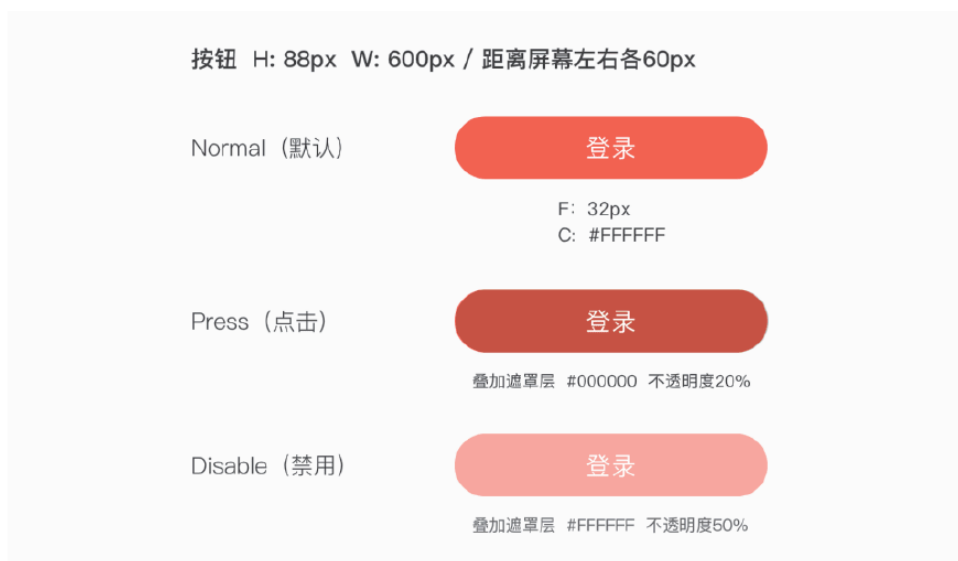 按钮 H: 88px W: 600px / 距离屏幕左右各60px
Normal（默认）
登录
F: 32px
C: #FFFFFF
Press（点击）
登录
叠加遮罩层 #000000 不透明度20%
Disable（禁用）
登录
叠加遮罩层 #FFFFFF 不透明度50%